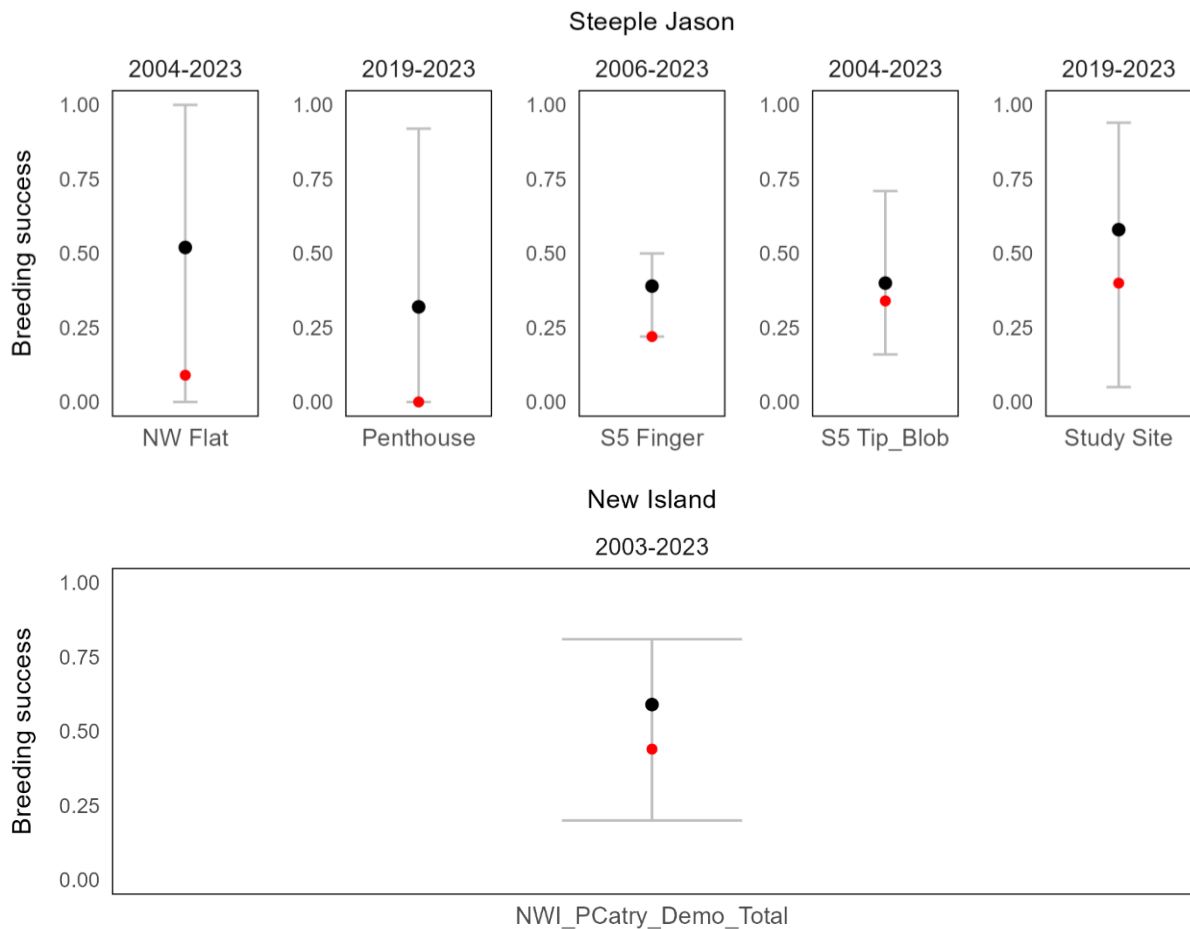 Steeple Jason
2004-2023 2019-2023 2006-2023 2004-2023 2019-2023
Breeding success
1.00 1.00 1.00 1.00 1.00
0.75 0.75 0.75 0.75 0.75
0.50 0.50 0.50 0.50 0.50
0.25 0.25 0.25 0.25 0.25
0.00 0.00 0.00 0.00 0.00
NW Flat Penthouse S5 Finger S5 Tip_Blob Study Site
New Island
2003-2023
Breeding success
1.00
0.75
0.50
0.25
0.00
NWI_PCatry_Demo_Total